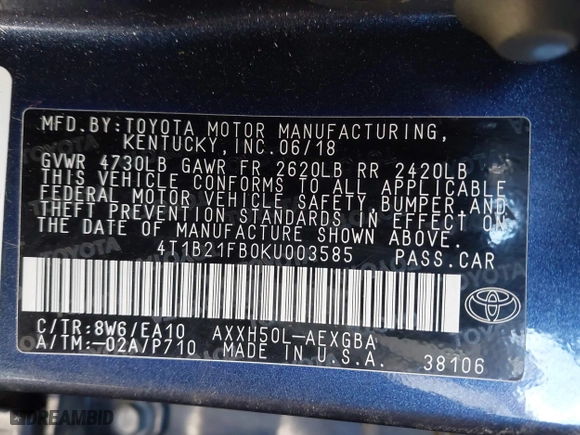 MFD.BY:TOYOTA MOTOR MANUFACTURING,
KENTUCKY, INC.06/18
GVWR 4730LB GAWR FR 2620LB RR 2420LB
THIS VEHICLE CONFORMS TO ALL APPLICABLE
FEDERAL MOTOR VEHICLE SAFETY, BUMPER, AND
THEFT PREVENTION STANDARDS IN EFFECT ON
THE DATE OF MANUFACTURE SHOWN ABOVE.
4T1B21FB0KU003585 PASS.CAR
C/TR:8W6/EA10 AXXH50L-AEXGBA
A/TM:-02A/P710 MADE IN U.S.A.
38106
TOYOTA
DREAMBID